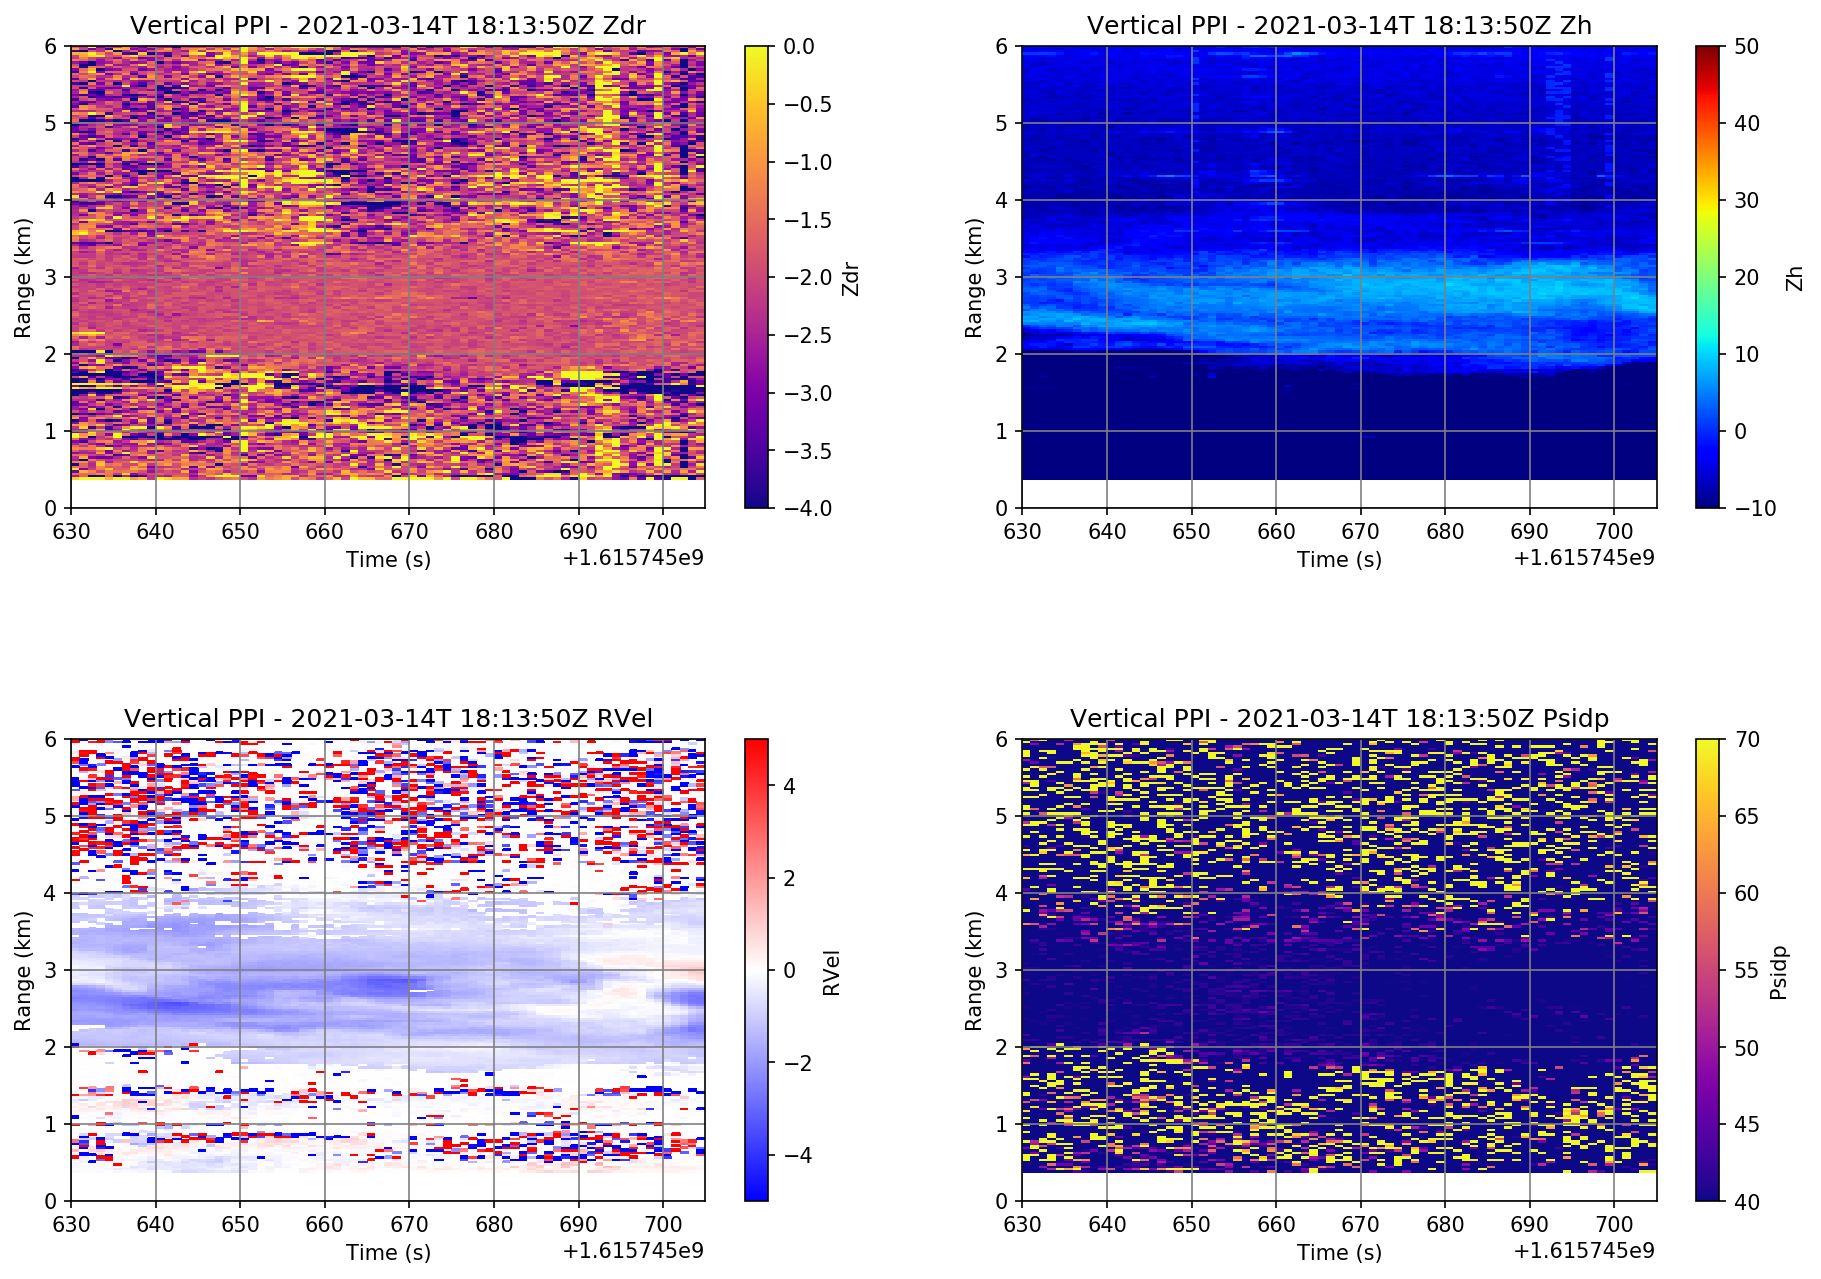 Vertical PPI - 2021-03-14T 18:13:50Z Zdr
6
5
4
3
2
1
0
Range (km)
630 640 650 660 670 680 690 700
Time (s)
+1.615745e9
0.0
−0.5
−1.0
−1.5
−2.0
−2.5
−3.0
−3.5
−4.0
Zdr
Vertical PPI - 2021-03-14T 18:13:50Z Zh
6
5
4
3
2
1
0
Range (km)
630 640 650 660 670 680 690 700
Time (s)
+1.615745e9
50
40
30
20
10
0
−10
Zh
Vertical PPI - 2021-03-14T 18:13:50Z RVel
6
5
4
3
2
1
0
Range (km)
630 640 650 660 670 680 690 700
Time (s)
+1.615745e9
4
2
0
−2
−4
RVel
Vertical PPI - 2021-03-14T 18:13:50Z Psidp
6
5
4
3
2
1
0
Range (km)
630 640 650 660 670 680 690 700
Time (s)
+1.615745e9
70
65
60
55
50
45
40
Psidp